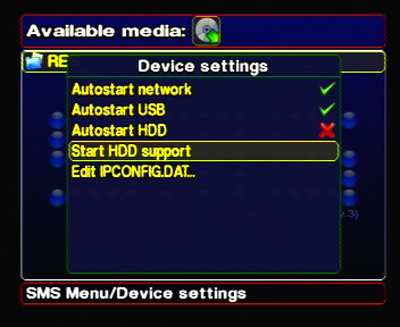 Available media:
RES
Device settings
Autostart network
Autostart USB
Autostart HDD
Start HDD support
Edit IPCONFIG.DAT...
v.3)
SMS Menu/Device settings